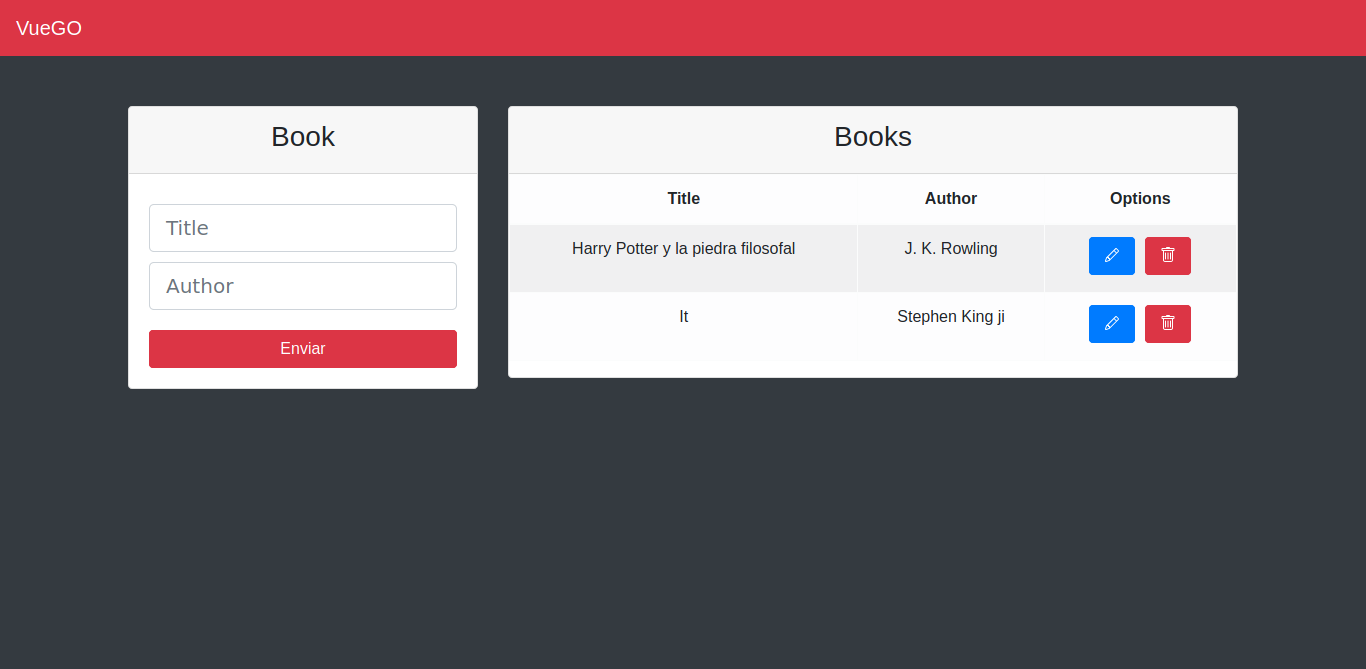 VueGO
Book
Title
Author
Enviar
Books
Title Author Options
Harry Potter y la piedra filosofal J. K. Rowling
It Stephen King ji